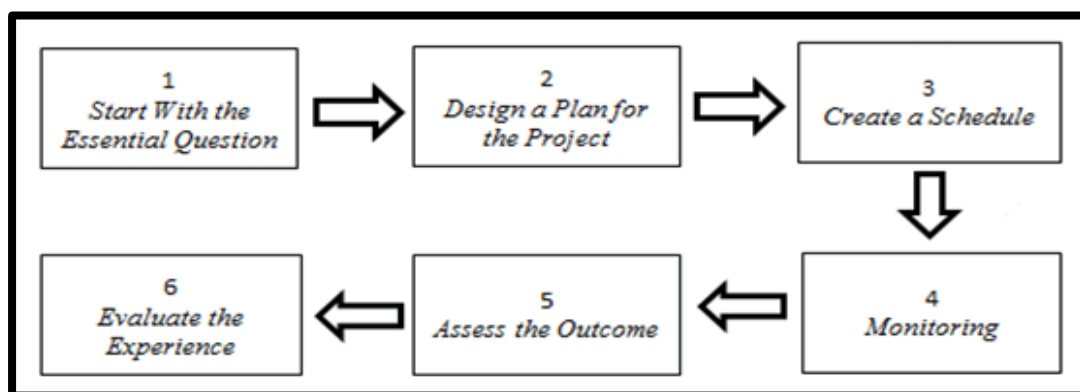 1
Start With the
Essential Question
2
Design a Plan for
the Project
3
Create a Schedule
4
Monitoring
5
Assess the Outcome
6
Evaluate the
Experience